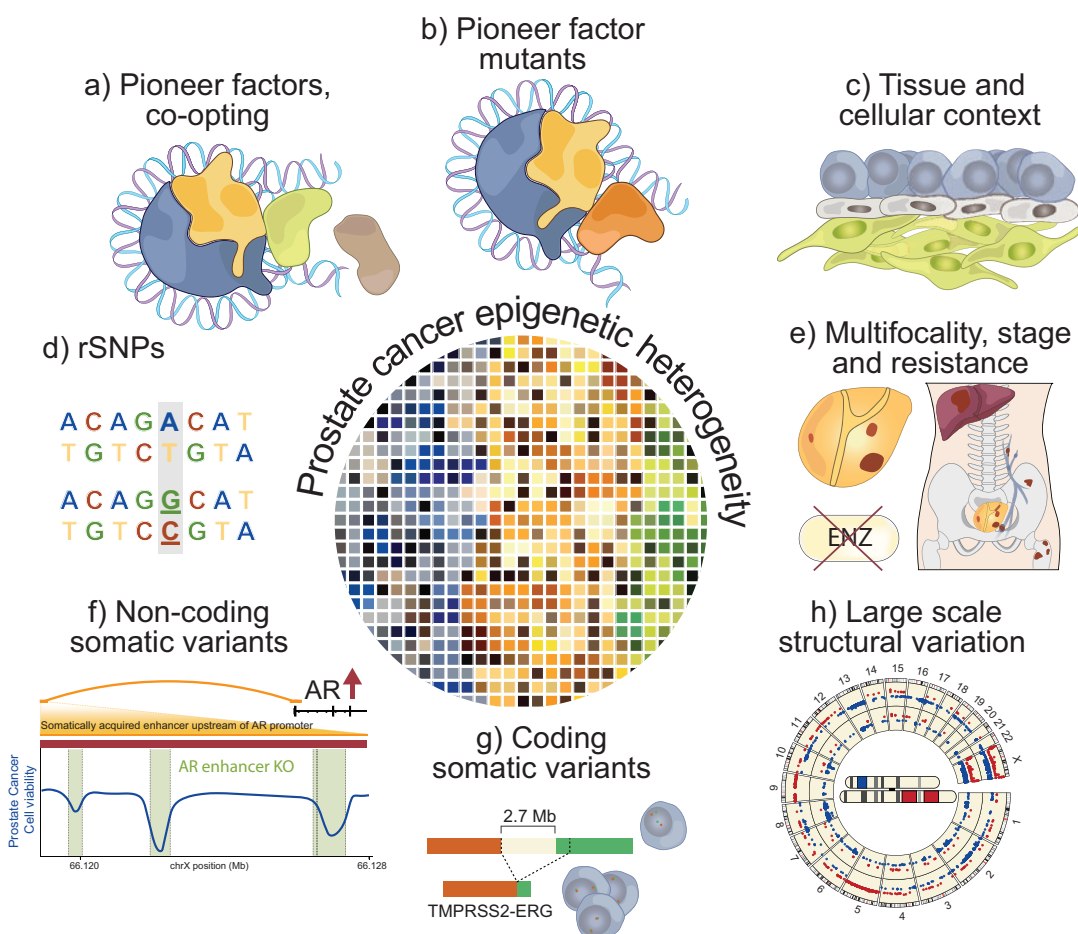 b) Pioneer factor
mutants
a) Pioneer factors,
co-opting
c) Tissue and
cellular context
Prostate cancer epigenetic heterogeneity
d) rSNPs
A C A G A C A T
T G T C T G T A
A C A G G C A T
T G T C C G T A
e) Multifocality, stage
and resistance
ENZ
f) Non-coding
somatic variants
AR
Somatically acquired enhancer upstream of AR promoter
AR enhancer KO
Prostate Cancer
Cell viability
66.120
chrX position (Mb)
66.128
g) Coding
somatic variants
2.7 Mb
TMPRSS2-ERG
h) Large scale
structural variation
1
2
3
4
5
6
7
8
9
10
11
12
13
14
15
16
17
18
19
20
21
22
X